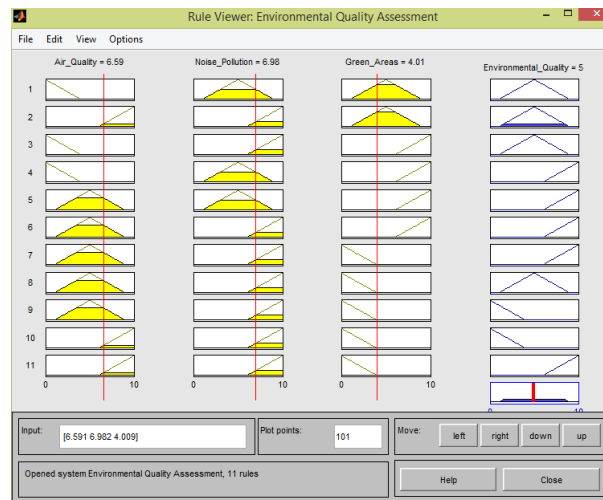 Rule Viewer: Environmental Quality Assessment
File Edit View Options
Air_Quality = 6.59 Noise_Pollution = 6.98 Green_Areas = 4.01 Environmental_Quality = 5
1
2
3
4
5
6
7
8
9
10
11
0 10 0 10 0 10
0 10
Input: [6.591 6.982 4.009] Plot points: 101 Move: left right down up
Opened system Environmental Quality Assessment, 11 rules Help Close